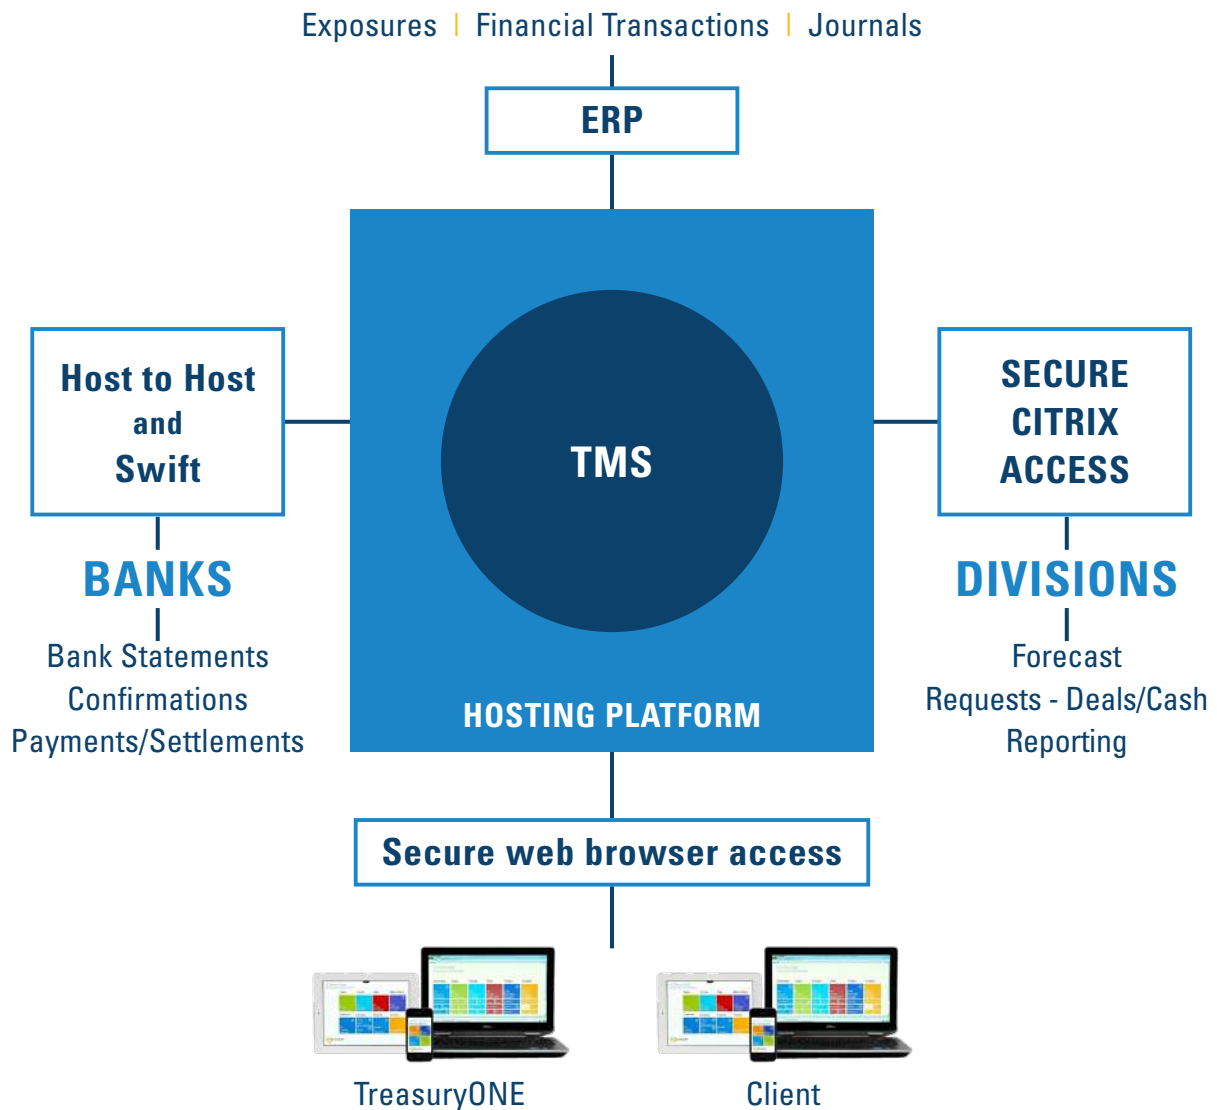 Exposures | Financial Transactions | Journals
ERP
Host to Host
and
Swift
BANKS
Bank Statements
Confirmations
Payments/Settlements
TMS
HOSTING PLATFORM
SECURE
CITRIX
ACCESS
DIVISIONS
Forecast
Requests - Deals/Cash
Reporting
Secure web browser access
TreasuryONE
Client